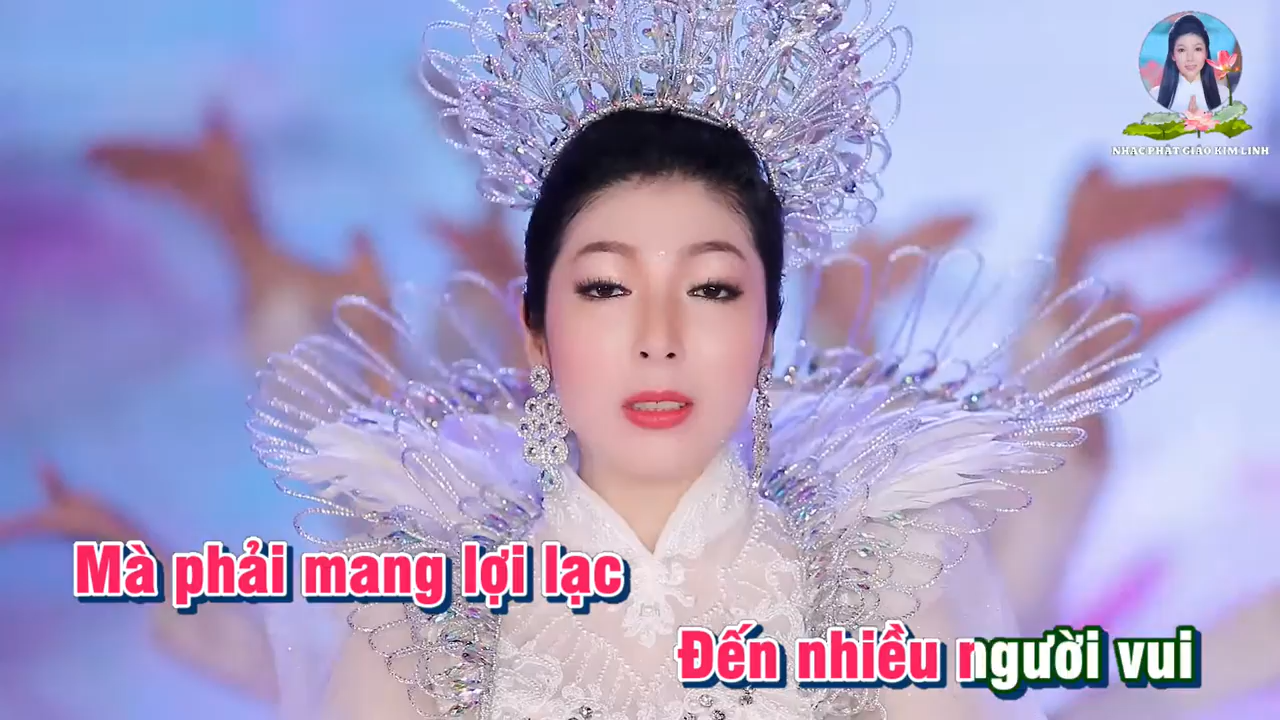 NHẠC PHẬT GIÁO KIM LINH
Mà phải mang lợi lạc
Đến nhiều người vui